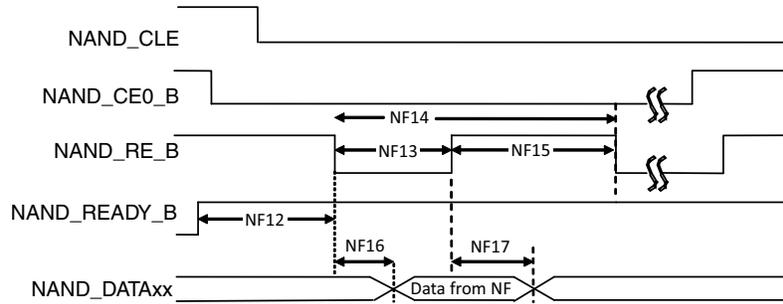 NAND_CLE
NAND_CE0_B
NF14
NAND_RE_B
NF13
NF15
NAND_READY_B
NF12
NF16
NF17
NAND_DATAxx
Data from NF